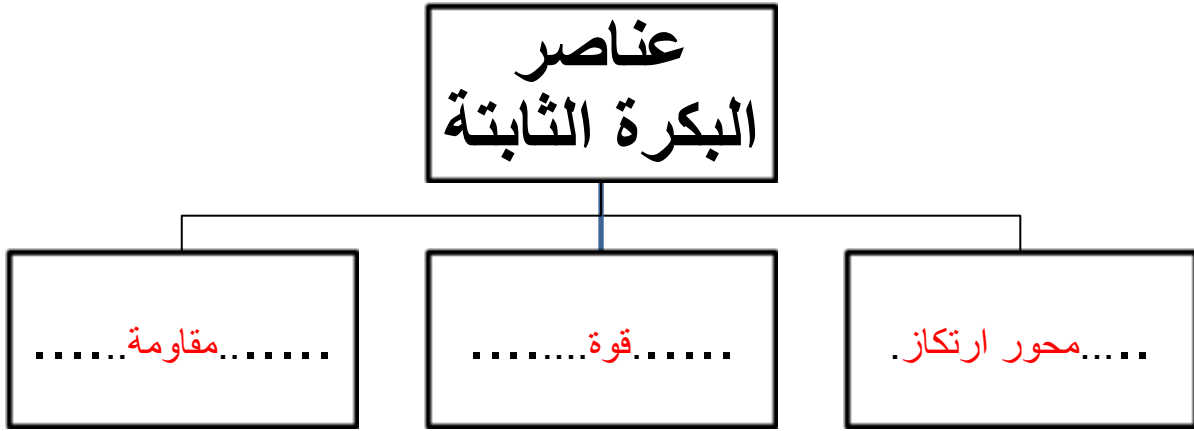 عناصر
البكرة الثابتة
.....محور ارتكاز.
......قوة........
.......مقاومة.......